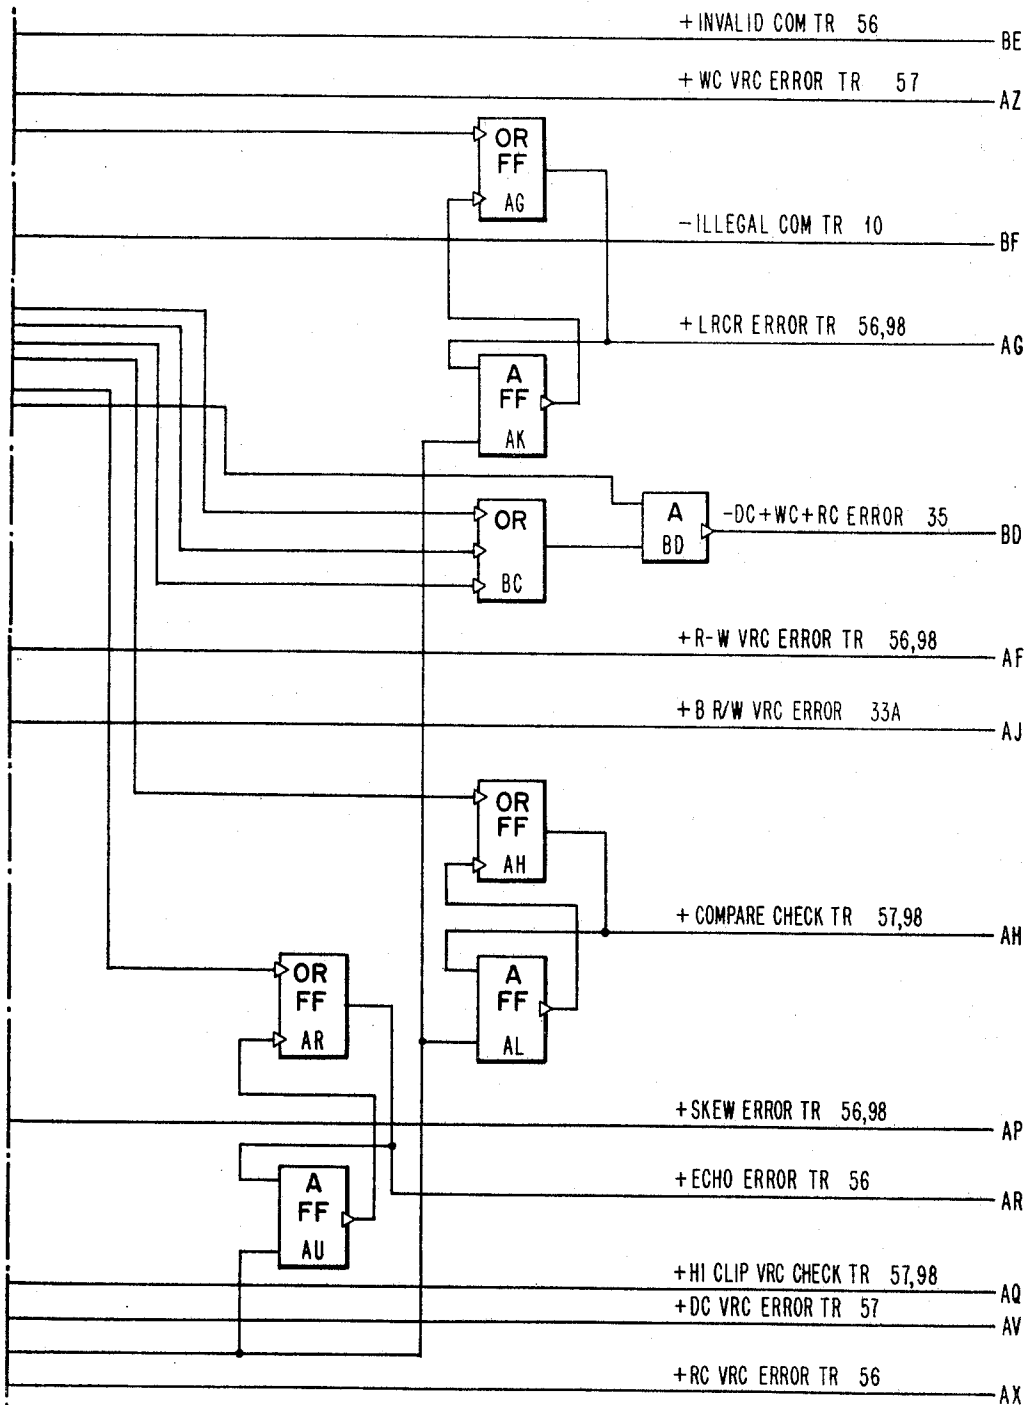 +INVALID COM TR 56
BE
+WC VRC ERROR TR 57
AZ
OR
FF
AG
-ILLEGAL COM TR 10
BF
+LRCR ERROR TR 56,98
AG
A
FF
AK
OR
BC
A
BD
-DC+WC+RC ERROR 35
BD
+R-W VRC ERROR TR 56,98
AF
+B R/W VRC ERROR 33A
AJ
OR
FF
AH
+COMPARE CHECK TR 57,98
AH
OR
FF
AR
A
FF
AL
+SKEW ERROR TR 56,98
AP
A
FF
AU
+ECHO ERROR TR 56
AR
+HI CLIP VRC CHECK TR 57,98
AQ
+DC VRC ERROR TR 57
AV
+RC VRC ERROR TR 56
AX